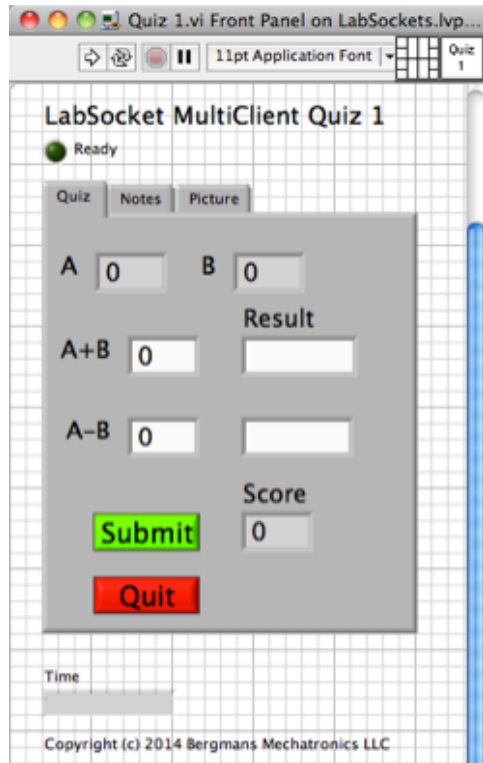 Quiz 1.vi Front Panel on LabSockets.lvp...
11pt Application Font
Quiz
1
LabSocket MultiClient Quiz 1
Ready
Quiz Notes Picture
A 0 B 0
Result
A+B 0
A-B 0
Score
Submit 0
Quit
Time
Copyright (c) 2014 Bergmans Mechatronics LLC